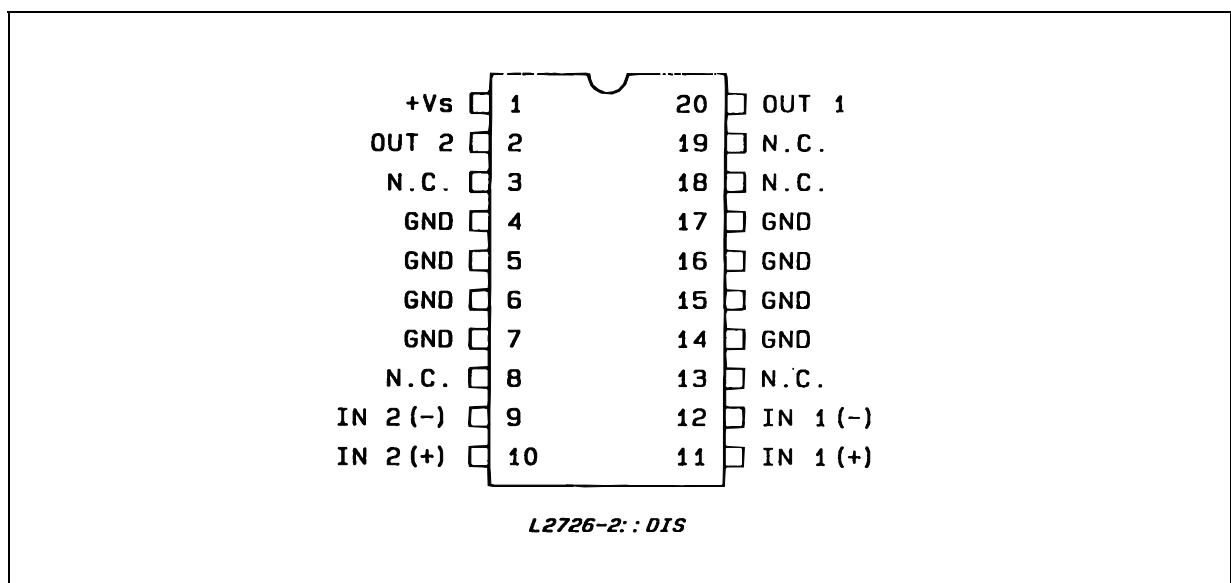 +Vs 1 20 OUT 1
OUT 2 2 19 N.C.
N.C. 3 18 N.C.
GND 4 17 GND
GND 5 16 GND
GND 6 15 GND
GND 7 14 GND
N.C. 8 13 N.C.
IN 2(-) 9 12 IN 1(-)
IN 2(+) 10 11 IN 1(+)
L2726-2::DIS